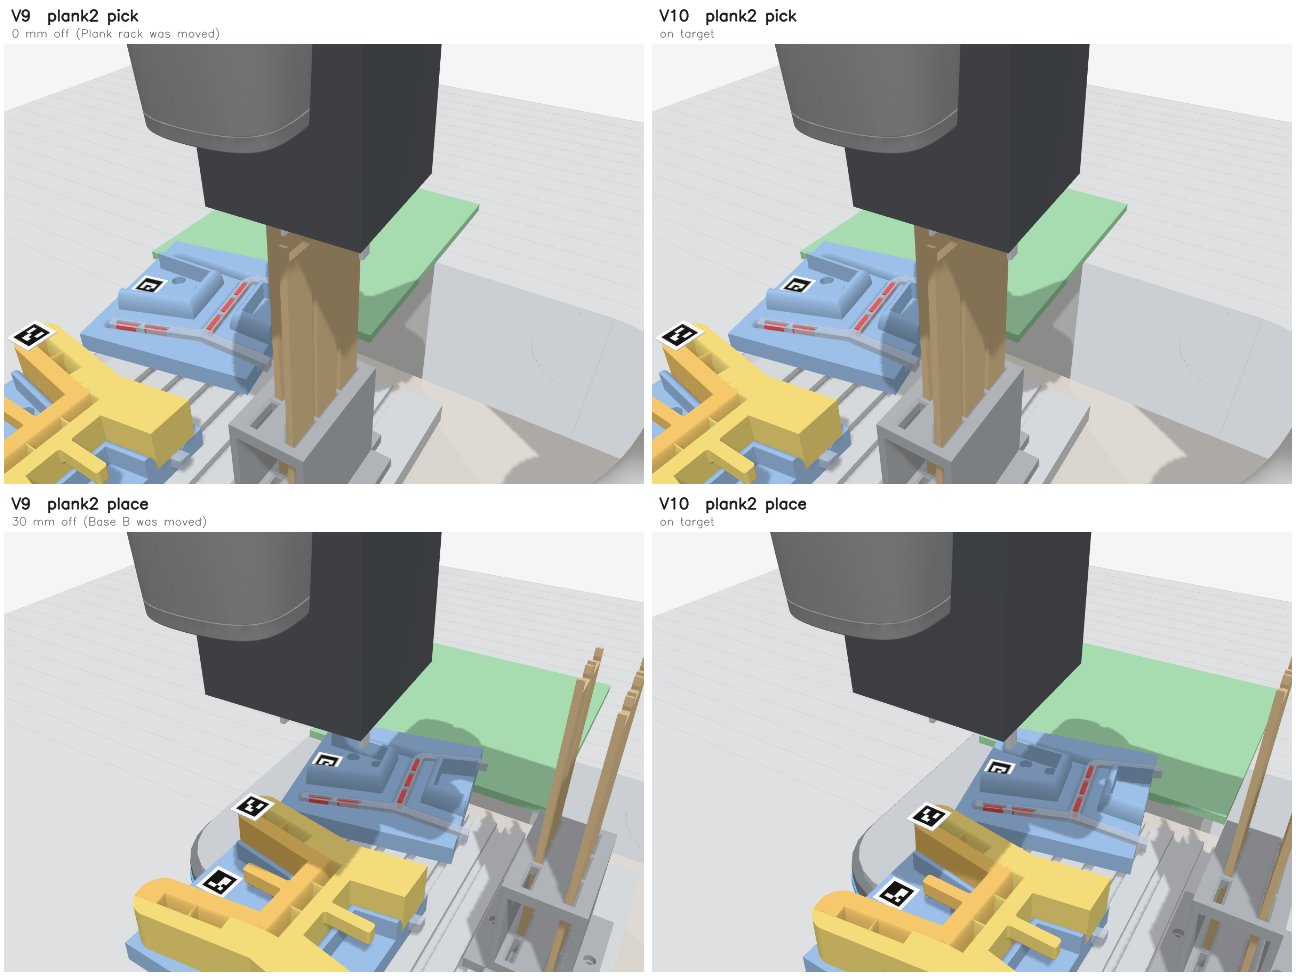 V9 plank2 pick
0 mm off (Plank rack was moved)
V10 plank2 pick
on target
V9 plank2 place
30 mm off (Base B was moved)
V10 plank2 place
on target